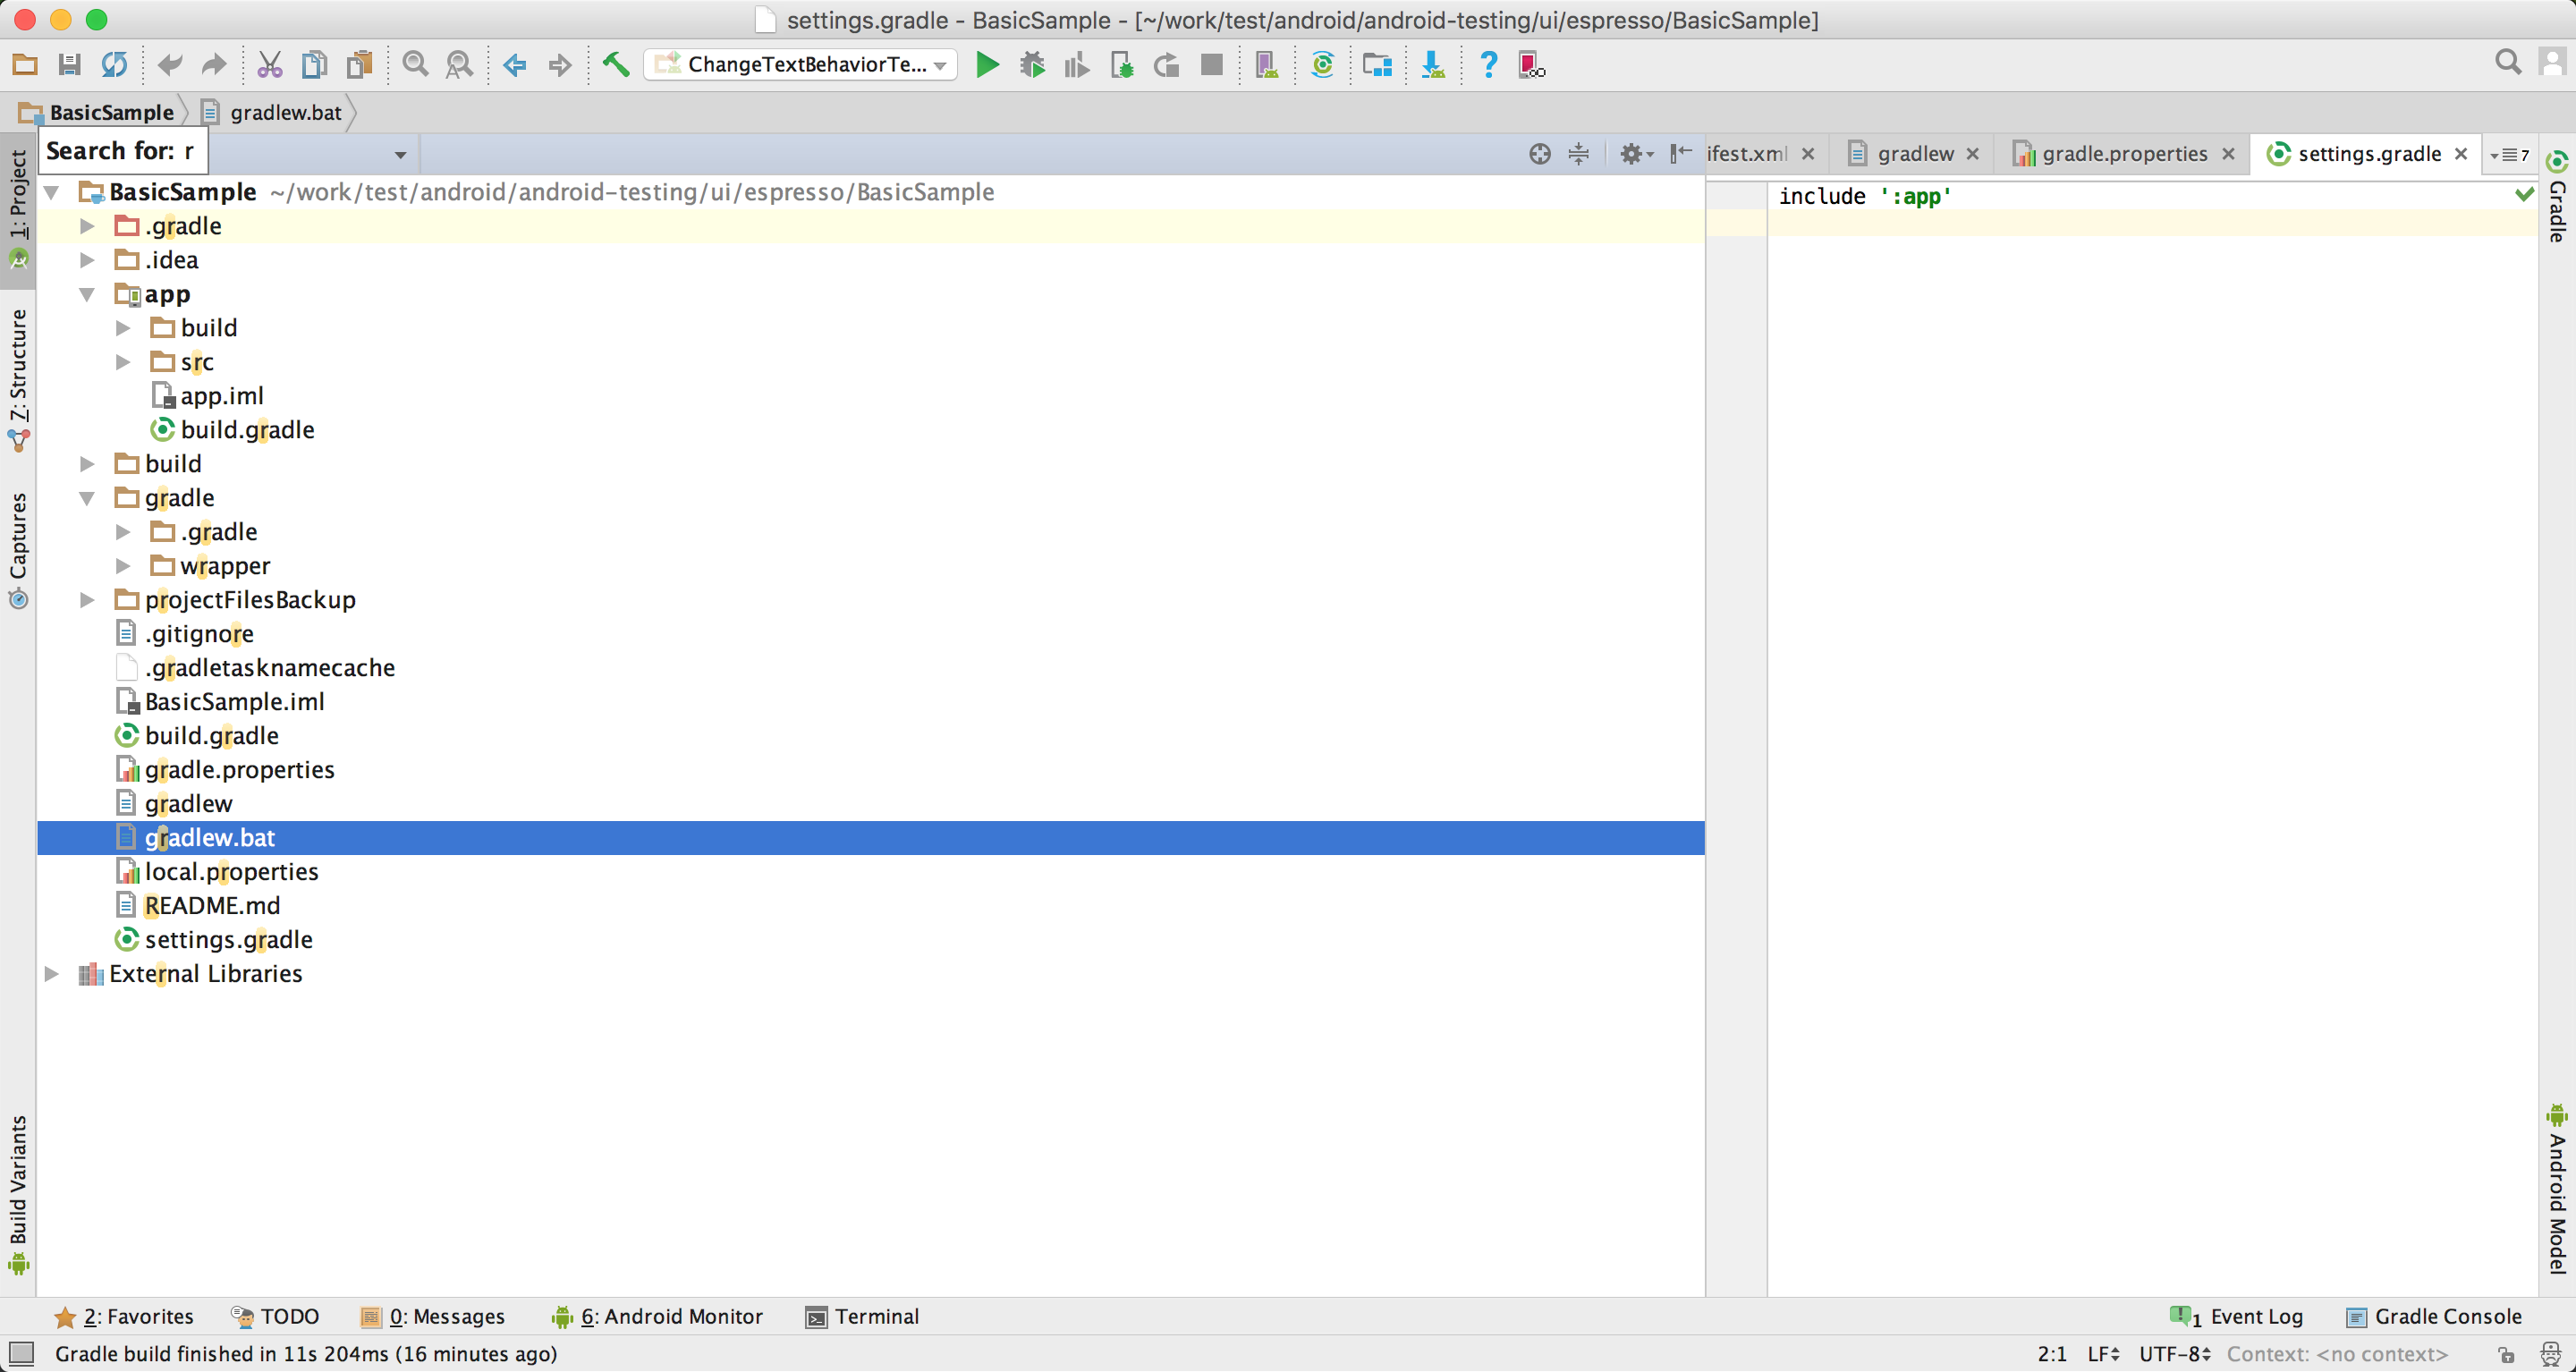 settings.gradle - BasicSample - [~/work/test/android/android-testing/ui/espresso/BasicSample]
ChangeTextBehaviorTe...
BasicSample gradlew.bat
Search for: r
ifest.xml gradlew gradle.properties settings.gradle 7
BasicSample ~/work/test/android/android-testing/ui/espresso/BasicSample
.gradle
.idea
app
build
src
app.iml
build.gradle
build
gradle
.gradle
wrapper
projectFilesBackup
.gitignore
.gradletasknamecache
BasicSample.iml
build.gradle
gradle.properties
gradlew
gradlew.bat
local.properties
README.md
settings.gradle
External Libraries
include ':app'
1: Project
7: Structure
Captures
Build Variants
Gradle
Android Model
2: Favorites TODO 0: Messages 6: Android Monitor Terminal 1 Event Log Gradle Console
Gradle build finished in 11s 204ms (16 minutes ago) 2:1 LF UTF-8 Context: <no context>